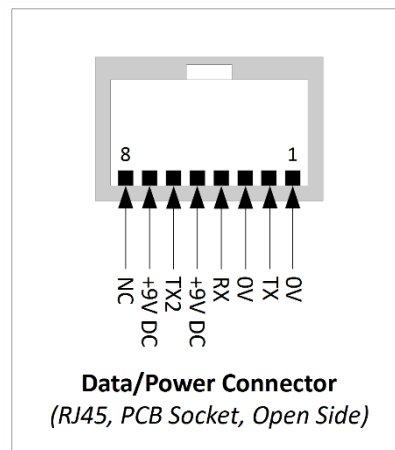 8 1
NC
+9V DC
TX2
+9V DC
RX
0V
TX
0V
Data/Power Connector
(RJ45, PCB Socket, Open Side)